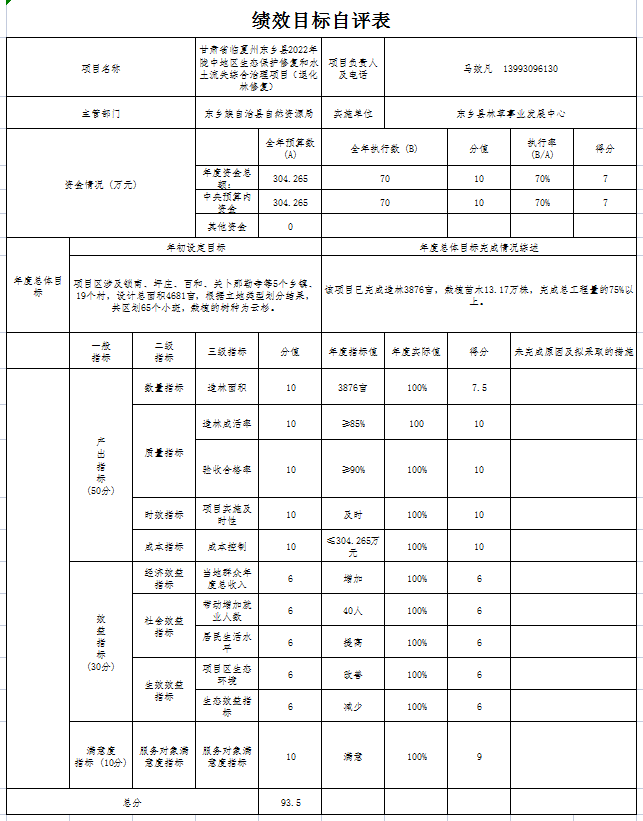 绩效目标自评表
项目名称
甘肃省临夏州东乡县2022年
陇中地区生态保护修复和水
土流失综合治理项目（退化
林修复）
项目负责人
及电话
马致凡 13993096130
主管部门
东乡族自治县自然资源局
实施单位
东乡县林草事业发展中心
资金情况（万元）
全年预算数
(A)
全年执行数（B）
分值
执行率
(B/A)
得分
年度资金总
额：
304.265
70
10
70%
7
中央预算内
资金
304.265
70
10
70%
7
其他资金
0
年度总体目
标
年初设定目标
年度总体目标完成情况综述
项目区涉及锁南、坪庄、百和、关卜那勒寺等5个乡镇、
19个村，设计总面积4681亩，根据立地类型划分结果，
共区划65个小班，栽植的树种为云杉。
该项目已完成造林3876亩，栽植苗木13.17万株，完成总工程量的75%以
上。
一般
指标
二级
指标
三级指标
分值
年度指标值
年度实际值
得分
未完成原因及拟采取的措施
产
出
指
标
(50分)
数量指标
造林面积
10
3876亩
100%
7.5
质量指标
造林成活率
10
≥85%
100
10
验收合格率
10
≥90%
100%
10
时效指标
项目实施及
时性
10
及时
100%
10
成本指标
成本控制
10
≤304.265万
元
100%
10
效
益
指
标
(30分)
经济效益
指标
当地群众年
度总收入
6
增加
100%
6
社会效益
指标
带动增加就
业人数
6
40人
100%
6
居民生活水
平
6
提高
100%
6
生效效益
指标
项目区生态
环境
6
改善
100%
6
生态效益指
标
6
减少
100%
6
满意度
指标（10分）
服务对象满
意度指标
服务对象满
意度指标
10
满意
100%
9
总分
93.5